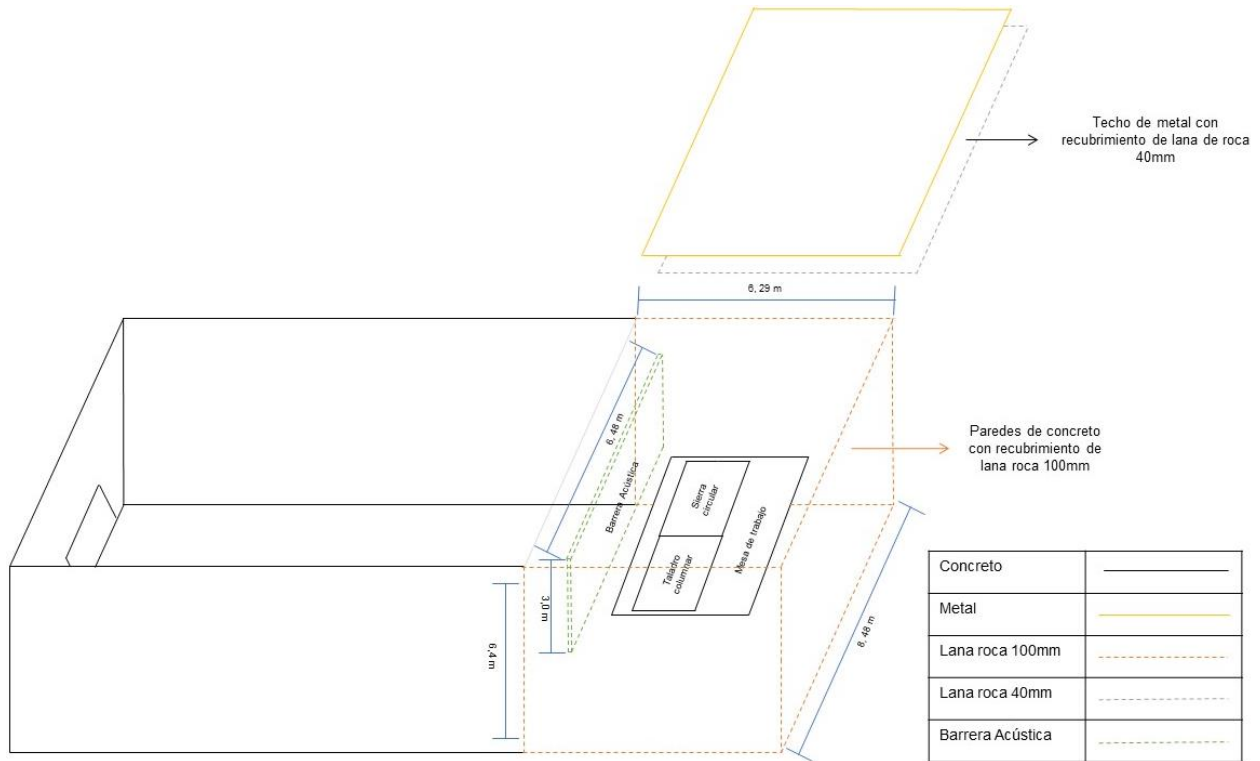 Techo de metal con
recubrimiento de lana de roca
40mm
6, 29 m
6, 48 m
Barrera Acústica
Sierra
circular
Taladro
columnar
Mesa de trabajo
Paredes de concreto
con recubrimiento de
lana roca 100mm
3,0 m
6,4 m
6, 48 m
Concreto
Metal
Lana roca 100mm
Lana roca 40mm
Barrera Acústica